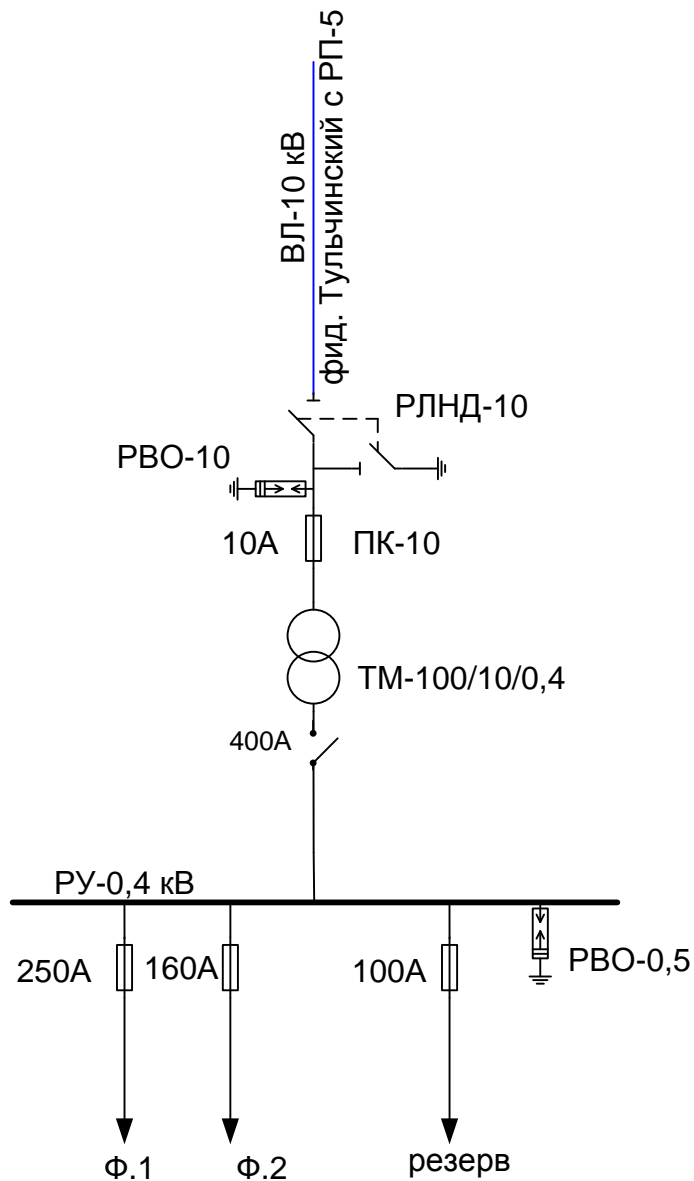 ВЛ-10 кВ
фид. Тульчинский с РП-5
РЛНД-10
РВО-10
10А
ПК-10
ТМ-100/10/0,4
400А
РУ-0,4 кВ
250А
160А
100А
РВО-0,5
Ф.1
Ф.2
резерв